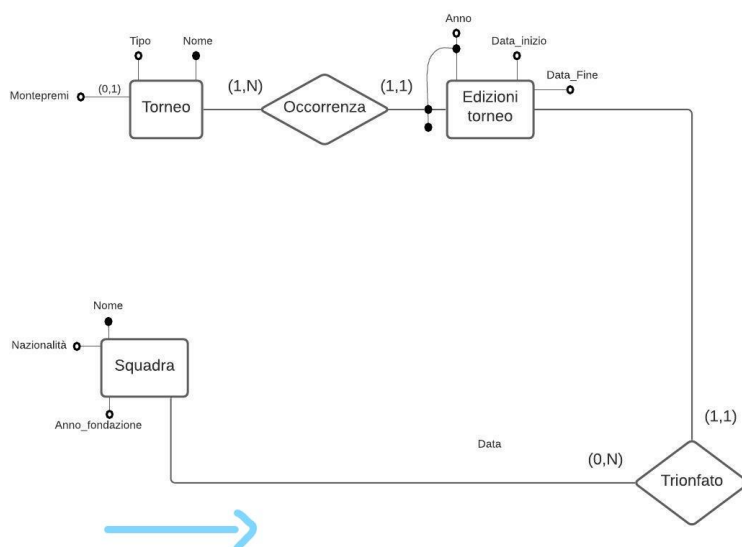 Anno
Tipo
Nome
Data_inizio
Montepremi
(0,1)
(1,N)
(1,1)
Data_Fine
Torneo
Occorrenza
Edizioni
torneo
Nome
Nazionalità
Squadra
Anno_fondazione
(1,1)
Data
(0,N)
Trionfato